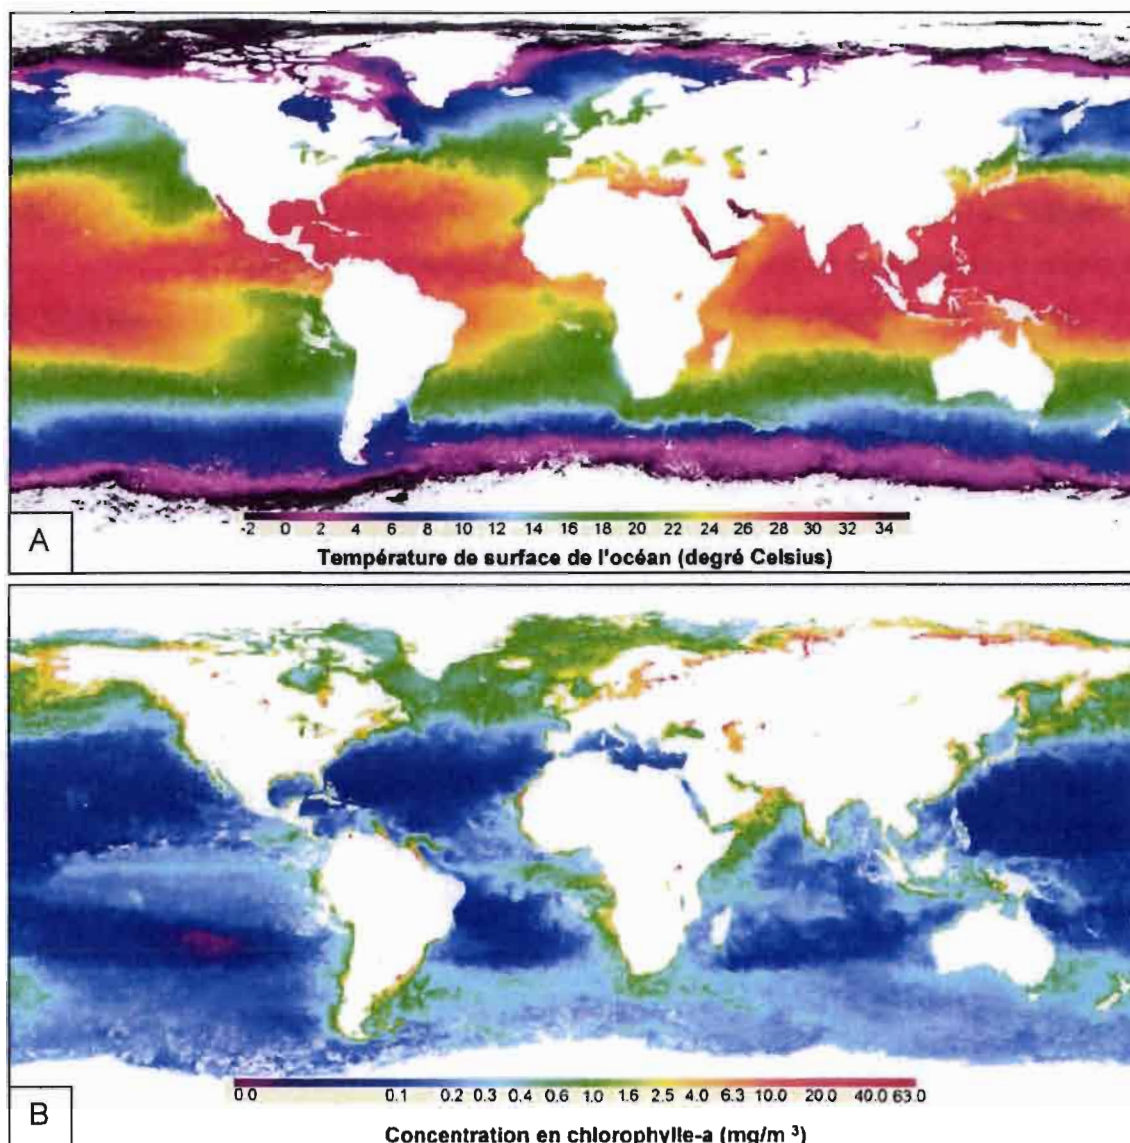 A
-2 0 2 4 6 8 10 12 14 16 18 20 22 24 26 28 30 32 34
Température de surface de l'océan (degré Celsius)
B
0.0 0.1 0.2 0.3 0.4 0.6 1.0 1.6 2.5 4.0 6.3 10.0 20.0 40.0 63.0
Concentration en chlorophylle-a (mg/m ³)